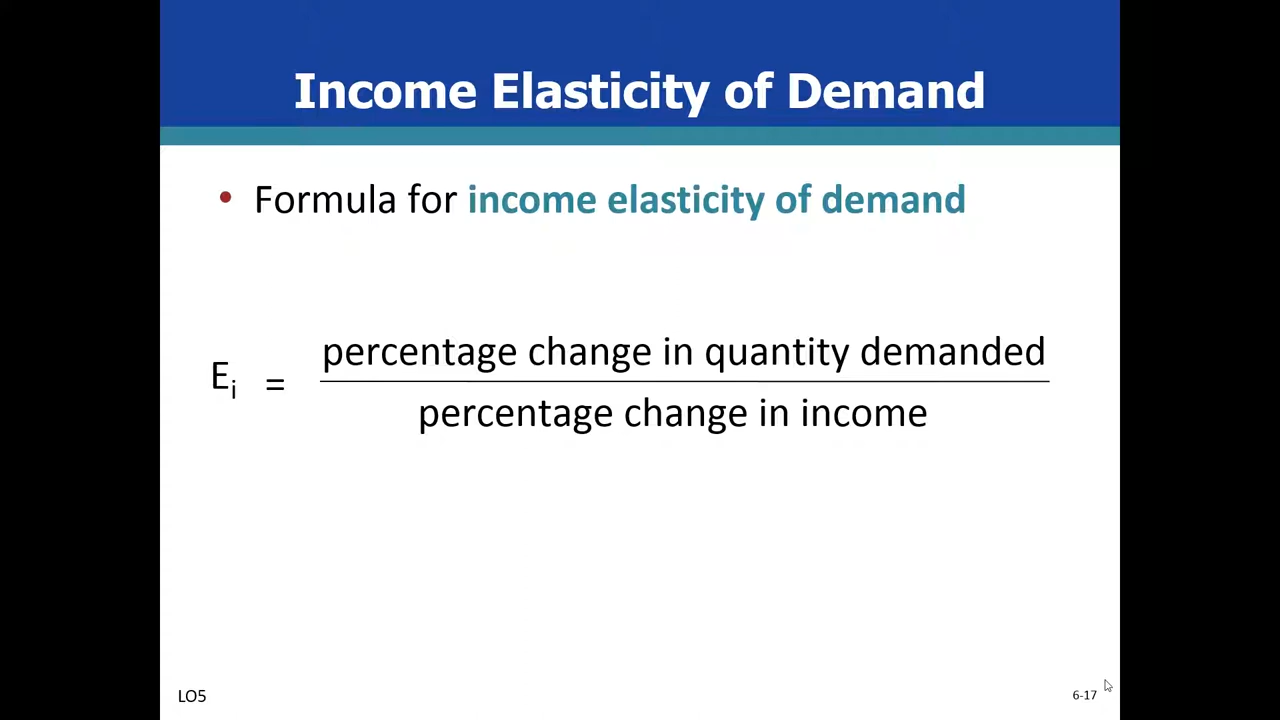 Income Elasticity of Demand
• Formula for income elasticity of demand
percentage change in quantity demanded
Ei =
percentage change in income
LO5
6-17